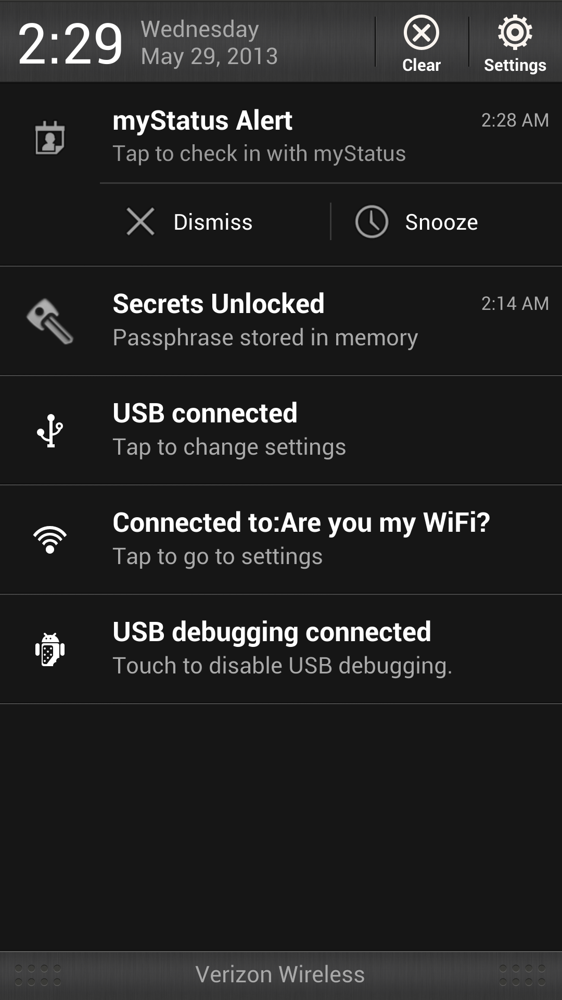 2:29
Wednesday
May 29, 2013
Clear
Settings
myStatus Alert
2:28 AM
Tap to check in with myStatus
Dismiss
Snooze
Secrets Unlocked
2:14 AM
Passphrase stored in memory
USB connected
Tap to change settings
Connected to:Are you my WiFi?
Tap to go to settings
USB debugging connected
Touch to disable USB debugging.
Verizon Wireless